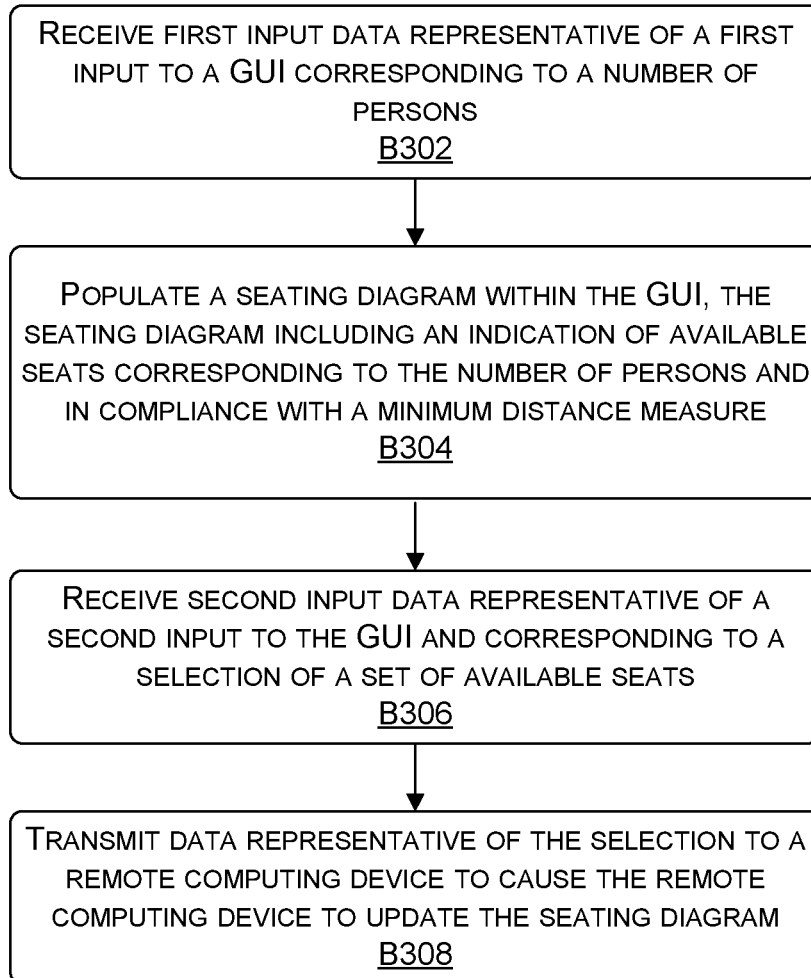 RECEIVE FIRST INPUT DATA REPRESENTATIVE OF A FIRST
INPUT TO A GUI CORRESPONDING TO A NUMBER OF
PERSONS
B302
POPULATE A SEATING DIAGRAM WITHIN THE GUI, THE
SEATING DIAGRAM INCLUDING AN INDICATION OF AVAILABLE
SEATS CORRESPONDING TO THE NUMBER OF PERSONS AND
IN COMPLIANCE WITH A MINIMUM DISTANCE MEASURE
B304
RECEIVE SECOND INPUT DATA REPRESENTATIVE OF A
SECOND INPUT TO THE GUI AND CORRESPONDING TO A
SELECTION OF A SET OF AVAILABLE SEATS
B306
TRANSMIT DATA REPRESENTATIVE OF THE SELECTION TO A
REMOTE COMPUTING DEVICE TO CAUSE THE REMOTE
COMPUTING DEVICE TO UPDATE THE SEATING DIAGRAM
B308